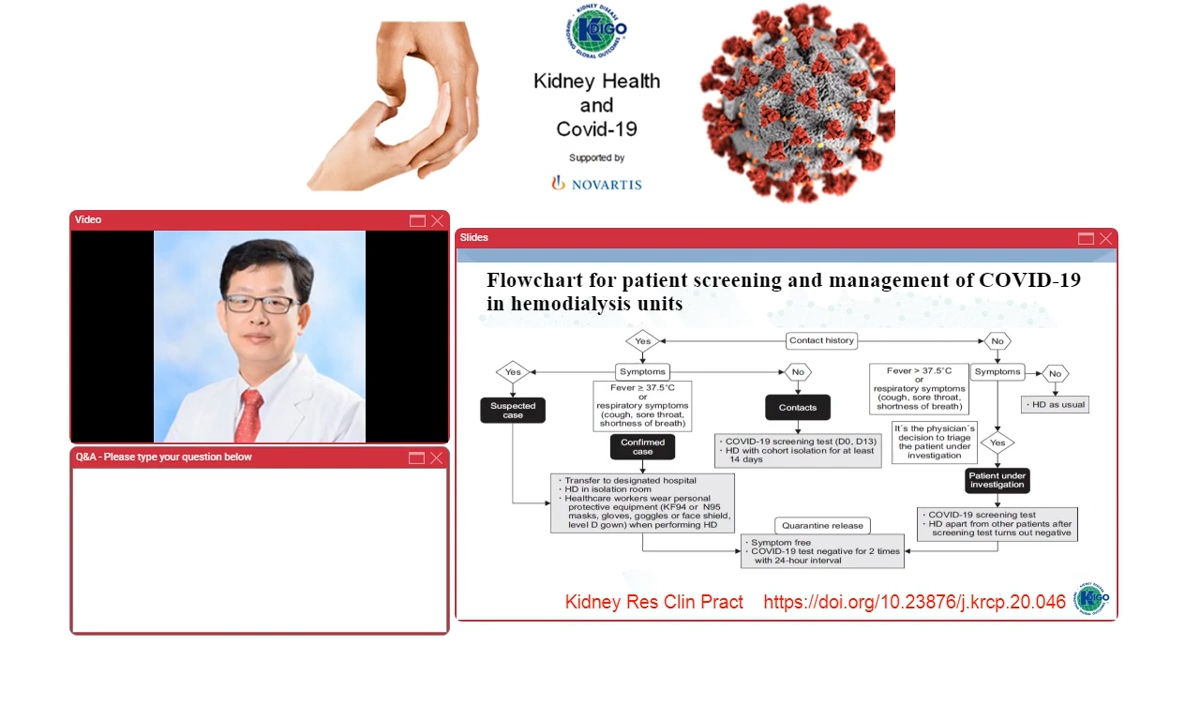 KIDNEY DISEASE
KDIGO
IMPROVING GLOBAL OUTCOMES
Kidney Health
and
Covid-19
Supported by
NOVARTIS
Video
Q&A - Please type your question below
Slides
Flowchart for patient screening and management of COVID-19
in hemodialysis units
Yes
Contact history
No
Yes
Symptoms
No
Fever ≥ 37.5°C
or
respiratory symptoms
(cough, sore throat,
shortness of breath)
Suspected
case
Contacts
Confirmed
case
· COVID-19 screening test (D0, D13)
· HD with cohort isolation for at least
14 days
· Transfer to designated hospital
· HD in isolation room
· Healthcare workers wear personal
protective equipment (KF94 or N95
masks, gloves, goggles or face shield,
level D gown) when performing HD
Fever > 37.5°C
or
respiratory symptoms
(cough, sore throat,
shortness of breath)
Symptoms
No
· HD as usual
It´s the physician´s
decision to triage
the patient under
investigation
Yes
Patient under
investigation
· COVID-19 screening test
· HD apart from other patients after
screening test turns out negative
Quarantine release
· Symptom free
· COVID-19 test negative for 2 times
with 24-hour interval
Kidney Res Clin Pract https://doi.org/10.23876/j.krcp.20.046
KDIGO